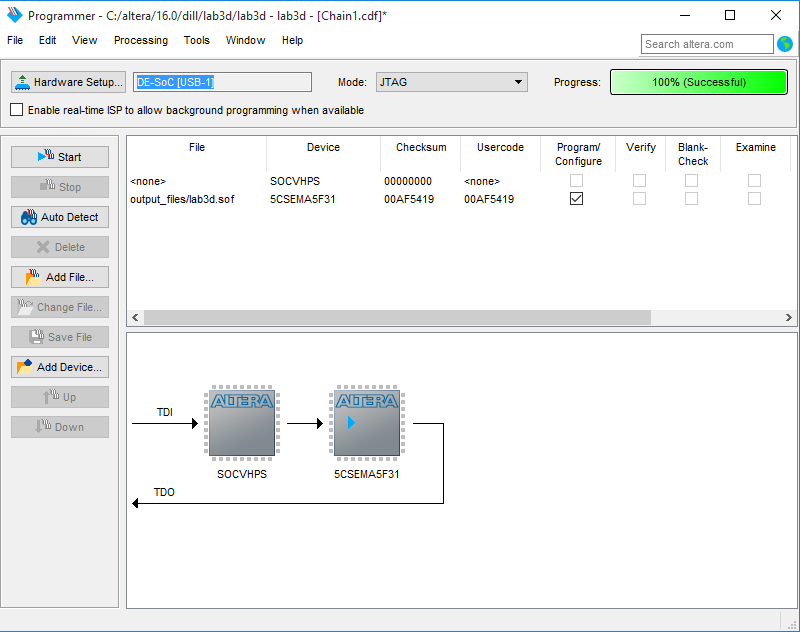 Programmer - C:/altera/16.0/dill/lab3d/lab3d - lab3d - [Chain1.cdf]*
File Edit View Processing Tools Window Help
Search altera.com
Hardware Setup... DE-SoC [USB-1] Mode: JTAG Progress: 100% (Successful)
Enable real-time ISP to allow background programming when available
Start
Stop
Auto Detect
Delete
Add File...
Change File...
Save File
Add Device...
Up
Down
File Device Checksum Usercode Program/ Verify Blank- Examine
Configure Check
<none> SOCVHPS 00000000 <none>
output_files/lab3d.sof 5CSEMA5F31 00AF5419 00AF5419
TDI
ALTERA ALTERA
SOCVHPS 5CSEMA5F31
TDO